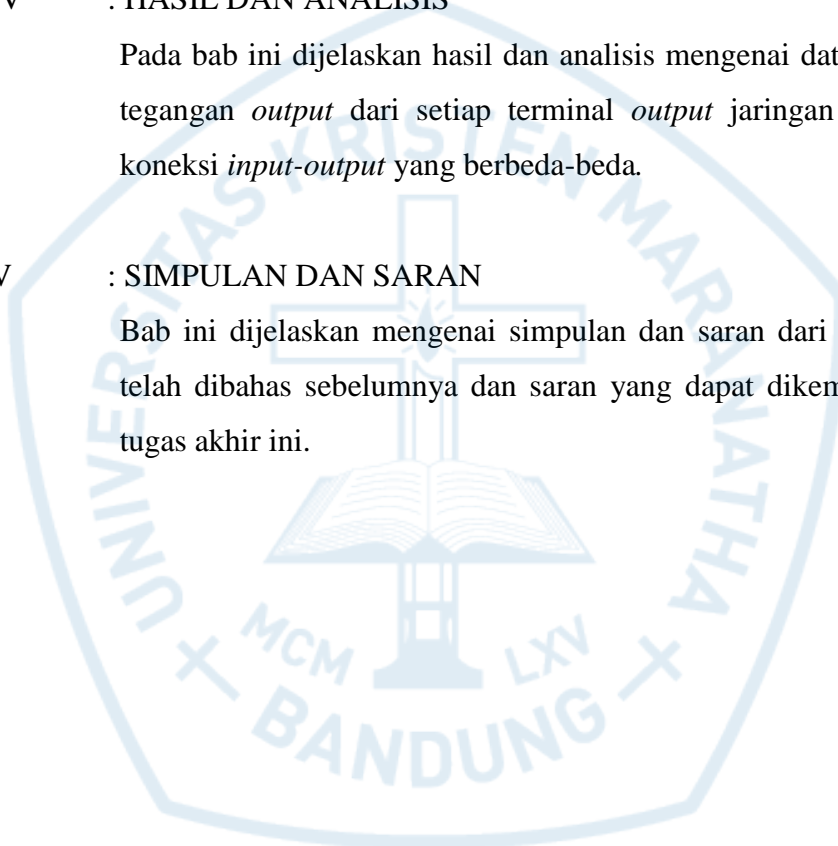 V : HASIL DAN ANALISIS
Pada bab ini dijelaskan hasil dan analisis mengenai
tegangan output dari setiap terminal output jaringan
koneksi input-output yang berbeda-beda.
V : SIMPULAN DAN SARAN
Bab ini dijelaskan mengenai simpulan dan saran dari
telah dibahas sebelumnya dan saran yang dapat
tugas akhir ini.
UNIVERSITAS KRISTEN MARANATHA
MCM LXV
BANDUNG